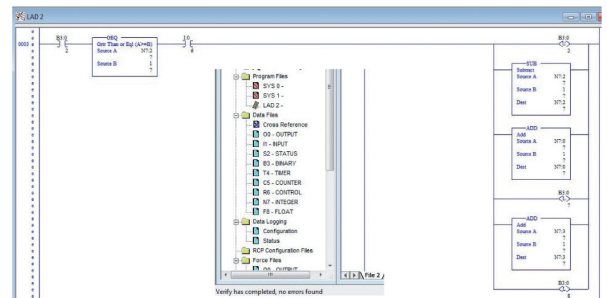 LAD 2
0003
B3:0
2
GEQ
Grtr Than or Eql (A>=B)
Source A N7:2
?
Source B 1
?
I:0
6
B3:0
2
SUB
Subtract
Source A N7:2
?
Source B 1
?
Dest N7:2
?
ADD
Add
Source A N7:0
?
Source B 1
?
Dest N7:0
?
B3:0
ADD
Add
Source A N7:3
?
Source B 1
?
Dest N7:3
?
B3:0
8
Program Files
SYS 0 -
SYS 1 -
LAD 2 -
Data Files
Cross Reference
O0 - OUTPUT
I1 - INPUT
S2 - STATUS
B3 - BINARY
T4 - TIMER
C5 - COUNTER
R6 - CONTROL
N7 - INTEGER
F8 - FLOAT
Data Logging
Configuration
Status
RCP Configuration Files
Force Files
O0 - OUTPUT
File 2
Verify has completed, no errors found